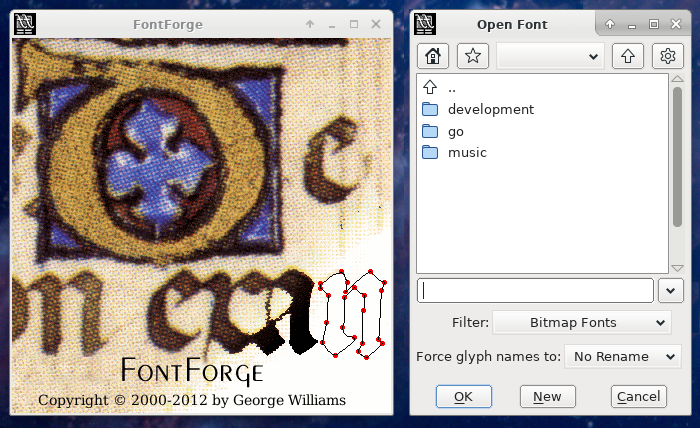 FontForge
FONTFORGE
Copyright © 2000-2012 by George Williams
Open Font
..
development
go
music
Filter: Bitmap Fonts
Force glyph names to: No Rename
OK New Cancel